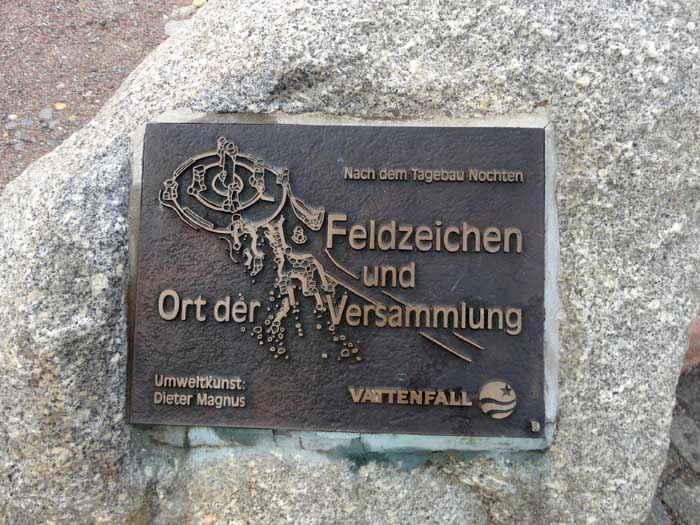 Nach dem Tagebau Nochten
Feldzeichen
und
Ort der Versammlung
Umweltkunst:
Dieter Magnus
VATTENFALL